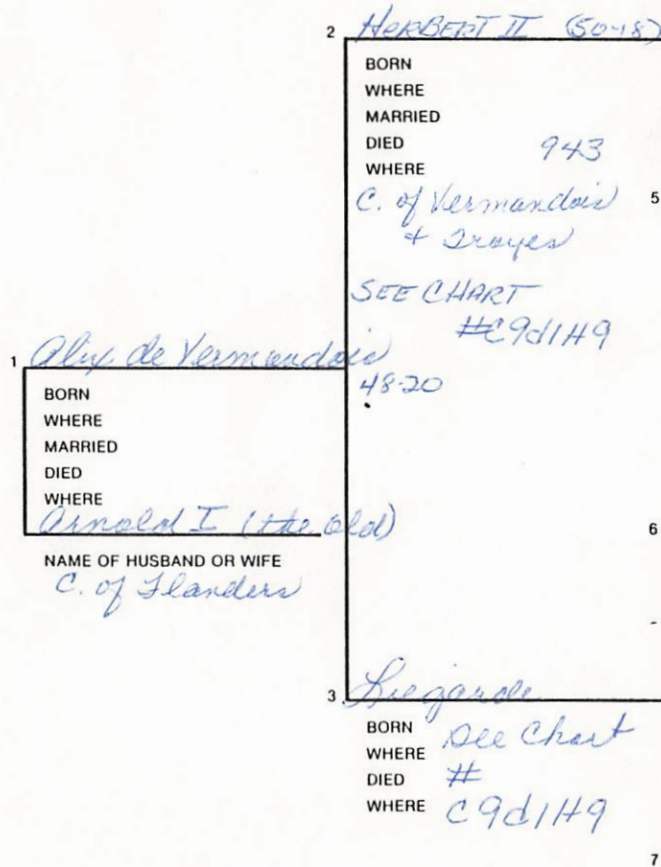 2 HERBERT II (50-18)
BORN
WHERE
MARRIED
DIED 943
WHERE
C. of Vermandois
+ Troyes
5
SEE CHART
#C9d1H9
48-20
1 Alix de Vermandois
BORN
WHERE
MARRIED
DIED
WHERE
Arnold I (the old)
NAME OF HUSBAND OR WIFE
C. of Flanders
6
3 Liegarde
BORN See Chart
WHERE
DIED #
WHERE C9d1H9
7